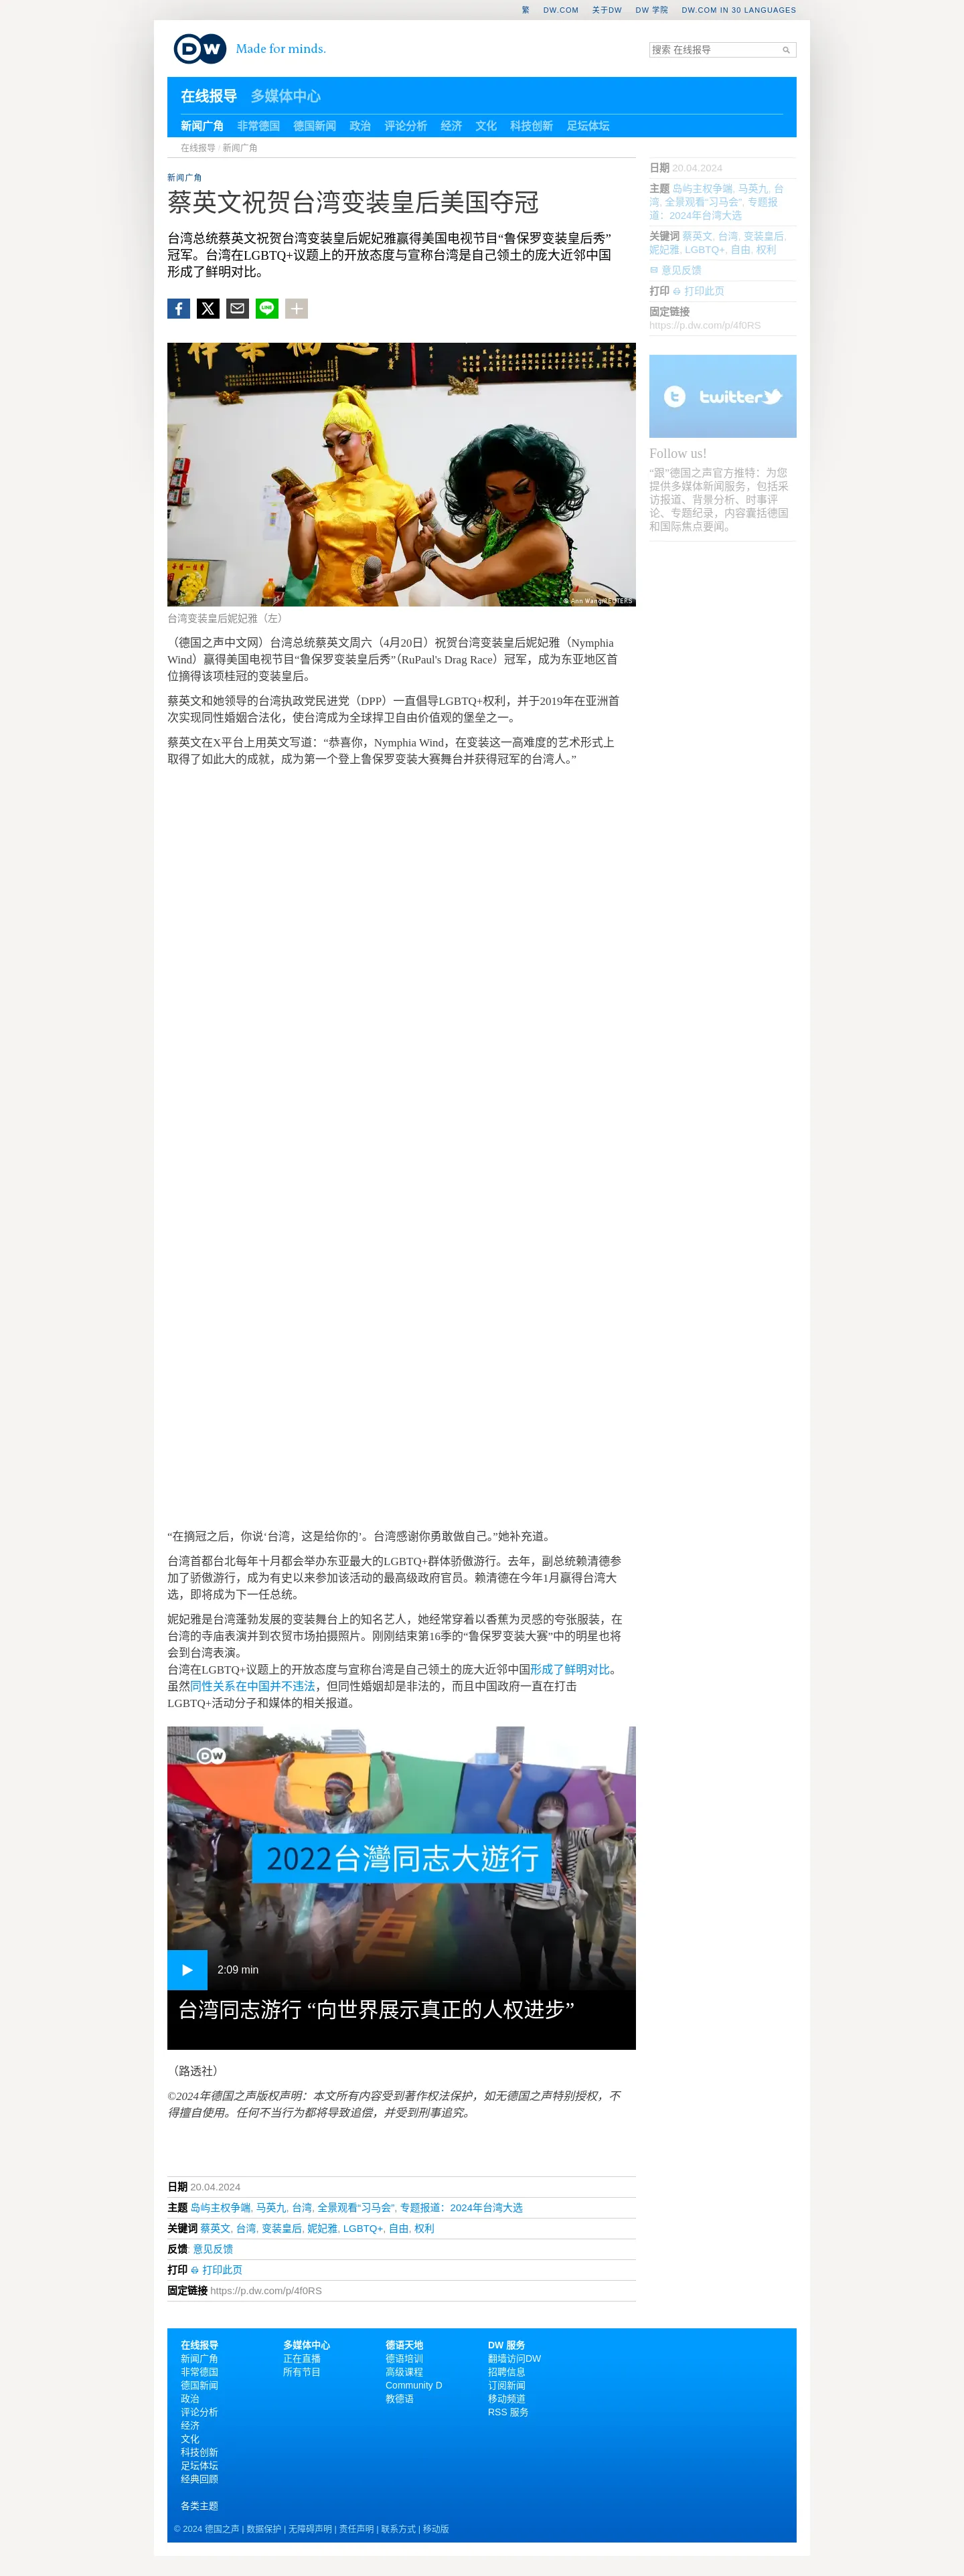 繁 DW.COM 关于DW DW 学院 DW.COM IN 30 LANGUAGES
DW Made for minds.
搜索 在线报导
在线报导 多媒体中心
新闻广角 非常德国 德国新闻 政治 评论分析 经济 文化 科技创新 足坛体坛
在线报导 / 新闻广角
新闻广角
蔡英文祝贺台湾变装皇后美国夺冠
台湾总统蔡英文祝贺台湾变装皇后妮妃雅赢得美国电视节目“鲁保罗变装皇后秀”
冠军。台湾在LGBTQ+议题上的开放态度与宣称台湾是自己领土的庞大近邻中国
形成了鲜明对比。
日期 20.04.2024
主题 岛屿主权争端, 马英九, 台
湾, 全景观看“习马会”, 专题报
道：2024年台湾大选
关键词 蔡英文, 台湾, 变装皇后,
妮妃雅, LGBTQ+, 自由, 权利
意见反馈
打印 打印此页
固定链接
https://p.dw.com/p/4f0RS
twitter
Follow us!
“跟”德国之声官方推特：为您
提供多媒体新闻服务，包括采
访报道、背景分析、时事评
论、专题纪录，内容囊括德国
和国际焦点要闻。
© Ann Wang/REUTERS
台湾变装皇后妮妃雅（左）
（德国之声中文网）台湾总统蔡英文周六（4月20日）祝贺台湾变装皇后妮妃雅（Nymphia
Wind）赢得美国电视节目“鲁保罗变装皇后秀”（RuPaul's Drag Race）冠军，成为东亚地区首
位摘得该项桂冠的变装皇后。
蔡英文和她领导的台湾执政党民进党（DPP）一直倡导LGBTQ+权利，并于2019年在亚洲首
次实现同性婚姻合法化，使台湾成为全球捍卫自由价值观的堡垒之一。
蔡英文在X平台上用英文写道：“恭喜你，Nymphia Wind，在变装这一高难度的艺术形式上
取得了如此大的成就，成为第一个登上鲁保罗变装大赛舞台并获得冠军的台湾人。”
“在摘冠之后，你说‘台湾，这是给你的’。台湾感谢你勇敢做自己。”她补充道。
台湾首都台北每年十月都会举办东亚最大的LGBTQ+群体骄傲游行。去年，副总统赖清德参
加了骄傲游行，成为有史以来参加该活动的最高级政府官员。赖清德在今年1月赢得台湾大
选，即将成为下一任总统。
妮妃雅是台湾蓬勃发展的变装舞台上的知名艺人，她经常穿着以香蕉为灵感的夸张服装，在
台湾的寺庙表演并到农贸市场拍摄照片。刚刚结束第16季的“鲁保罗变装大赛”中的明星也将
会到台湾表演。
台湾在LGBTQ+议题上的开放态度与宣称台湾是自己领土的庞大近邻中国形成了鲜明对比。
虽然同性关系在中国并不违法，但同性婚姻却是非法的，而且中国政府一直在打击
LGBTQ+活动分子和媒体的相关报道。
DW
2022台灣同志大遊行
2:09 min
台湾同志游行 “向世界展示真正的人权进步”
（路透社）
©2024年德国之声版权声明：本文所有内容受到著作权法保护，如无德国之声特别授权，不
得擅自使用。任何不当行为都将导致追偿，并受到刑事追究。
日期 20.04.2024
主题 岛屿主权争端, 马英九, 台湾, 全景观看“习马会”, 专题报道：2024年台湾大选
关键词 蔡英文, 台湾, 变装皇后, 妮妃雅, LGBTQ+, 自由, 权利
反馈: 意见反馈
打印 打印此页
固定链接 https://p.dw.com/p/4f0RS
在线报导
新闻广角
非常德国
德国新闻
政治
评论分析
经济
文化
科技创新
足坛体坛
经典回顾
各类主题
多媒体中心
正在直播
所有节目
德语天地
德语培训
高级课程
Community D
教德语
DW 服务
翻墙访问DW
招聘信息
订阅新闻
移动频道
RSS 服务
© 2024 德国之声 | 数据保护 | 无障碍声明 | 责任声明 | 联系方式 | 移动版